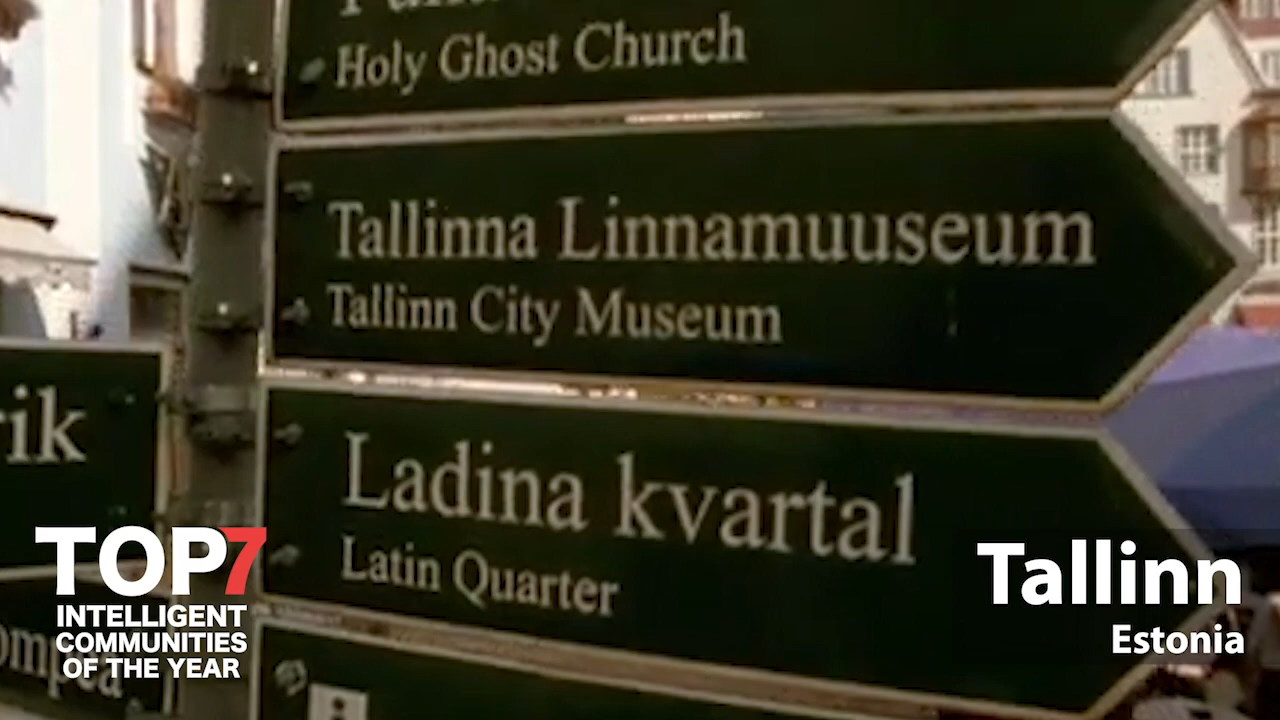 Holy Ghost Church
Tallinna Linnamuuseum
Tallinn City Museum
Ladina kvartal
Latin Quarter
i
TOP7
INTELLIGENT
COMMUNITIES
OF THE YEAR
Tallinn
Estonia